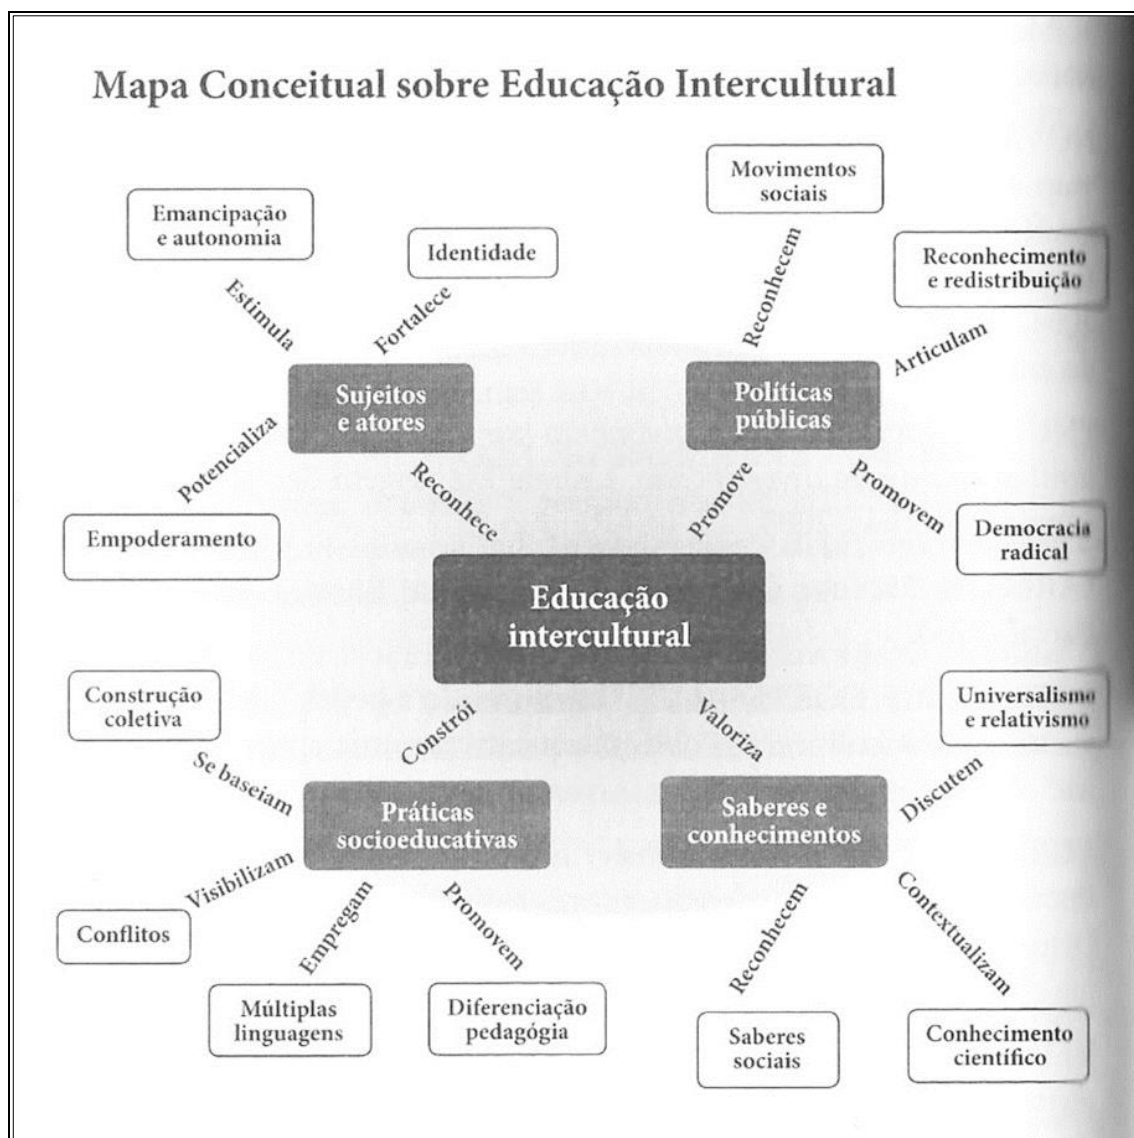 Mapa Conceitual sobre Educação Intercultural
Movimentos
sociais
Emancipação
e autonomia
Identidade
Reconhecimento
e redistribuição
Estimula
Fortalece
Reconhecem
Articulam
Sujeitos
e atores
Políticas
públicas
Potencializa
Reconhece
Promove
Promovem
Empoderamento
Democracia
radical
Educação
intercultural
Construção
coletiva
Universalismo
e relativismo
Se baseiam
Constrói
Valoriza
Discutem
Práticas
socioeducativas
Saberes e
conhecimentos
Visibilizam
Empregam
Promovem
Reconhecem
Contextualizam
Conflitos
Múltiplas
linguagens
Diferenciação
pedagógia
Saberes
sociais
Conhecimento
científico